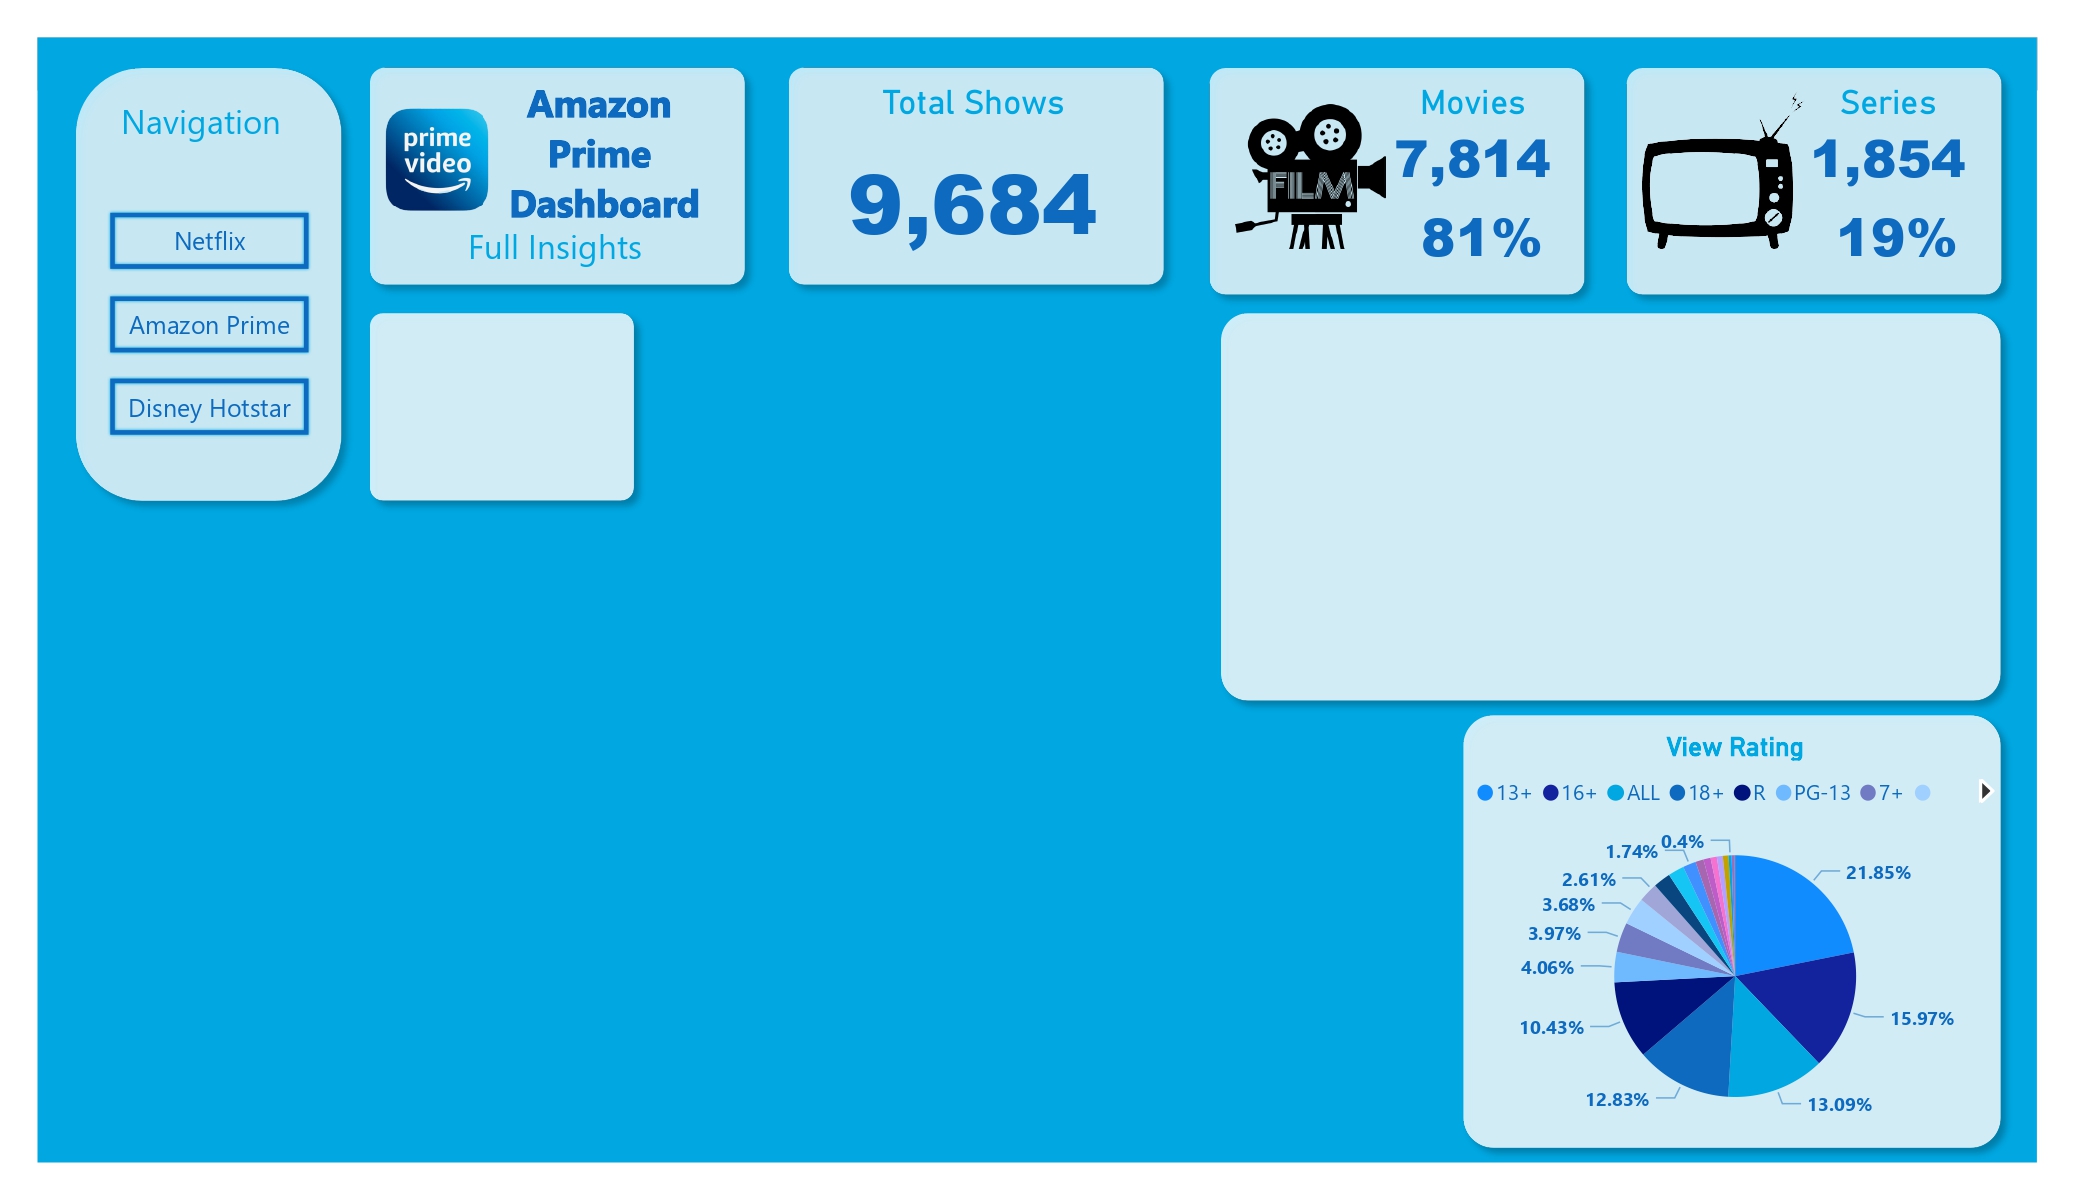 Navigation
Netflix
Amazon Prime
Disney Hotstar
prime
video
Amazon
Prime
Dashboard
Full Insights
Total Shows
9,684
FILM
Movies
7,814
81%
Series
1,854
19%
View Rating
13+ 16+ ALL 18+ R PG-13 7+
0.4%
1.74%
2.61%
3.68%
3.97%
4.06%
10.43%
12.83%
21.85%
15.97%
13.09%